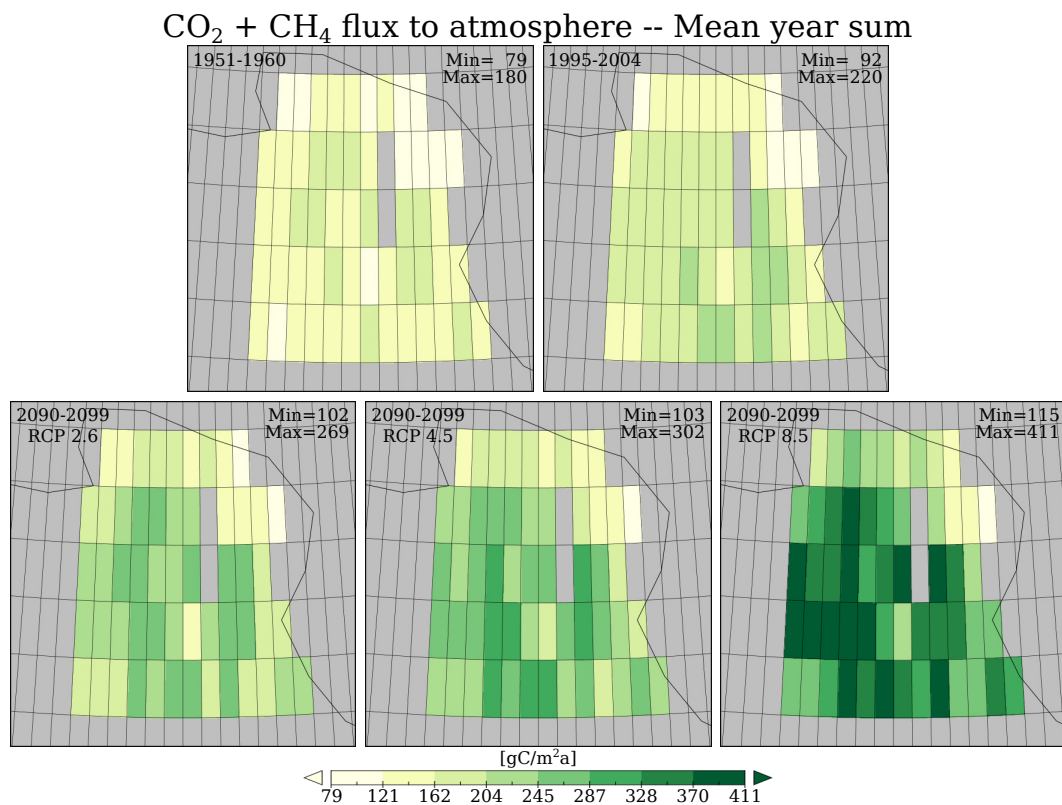 CO₂ + CH₄ flux to atmosphere -- Mean year sum
1951-1960 Min= 79
Max=180
1995-2004 Min= 92
Max=220
2090-2099 Min=102
RCP 2.6 Max=269
2090-2099 Min=103
RCP 4.5 Max=302
2090-2099 Min=115
RCP 8.5 Max=411
[gC/m²a]
79 121 162 204 245 287 328 370 411